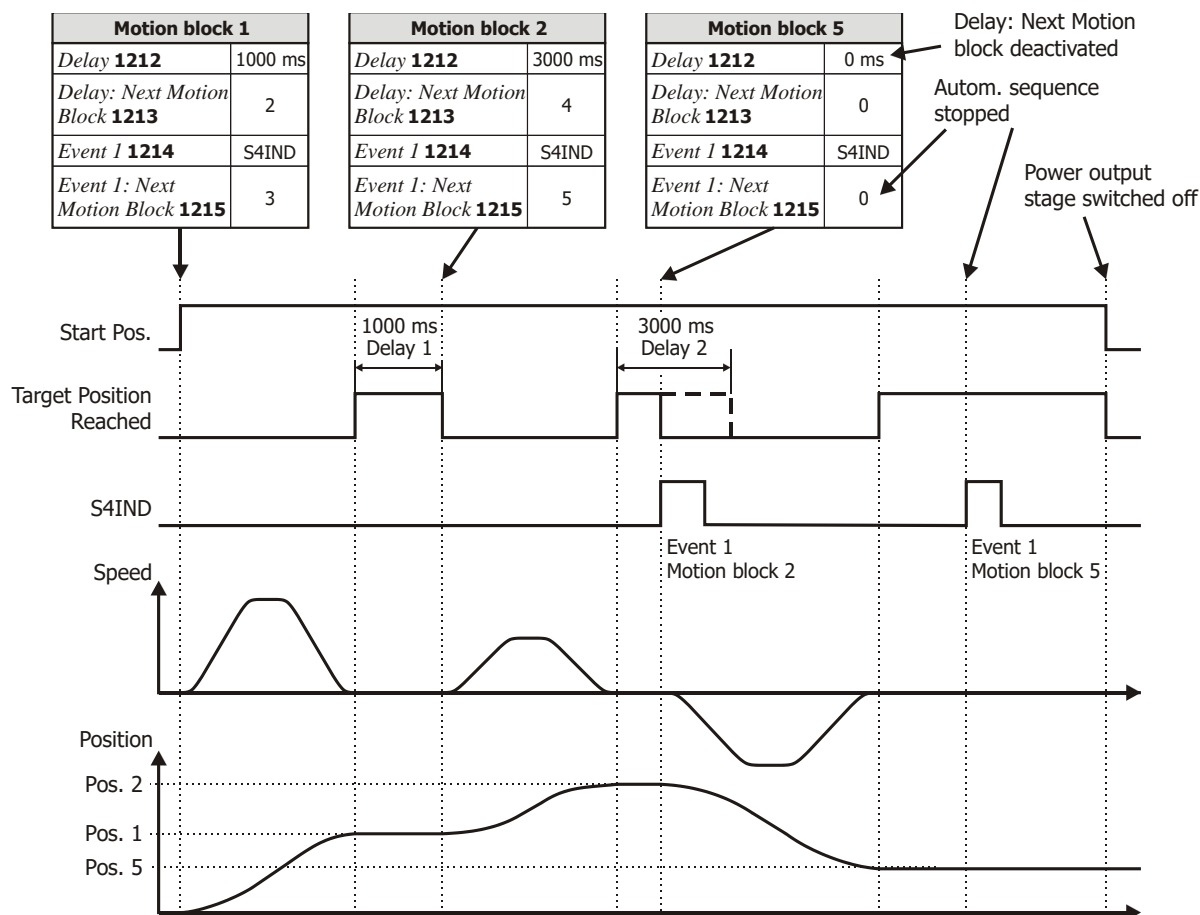 Motion block 1
Delay 1212 1000 ms
Delay: Next Motion
Block 1213 2
Event 1 1214 S4IND
Event 1: Next
Motion Block 1215 3
Motion block 2
Delay 1212 3000 ms
Delay: Next Motion
Block 1213 4
Event 1 1214 S4IND
Event 1: Next
Motion Block 1215 5
Motion block 5
Delay 1212 0 ms
Delay: Next Motion
Block 1213 0
Event 1 1214 S4IND
Event 1: Next
Motion Block 1215 0
Delay: Next Motion
block deactivated
Autom. sequence
stopped
Power output
stage switched off
Start Pos.
1000 ms
Delay 1
3000 ms
Delay 2
Target Position
Reached
S4IND
Event 1
Motion block 2
Event 1
Motion block 5
Speed
Position
Pos. 2
Pos. 1
Pos. 5